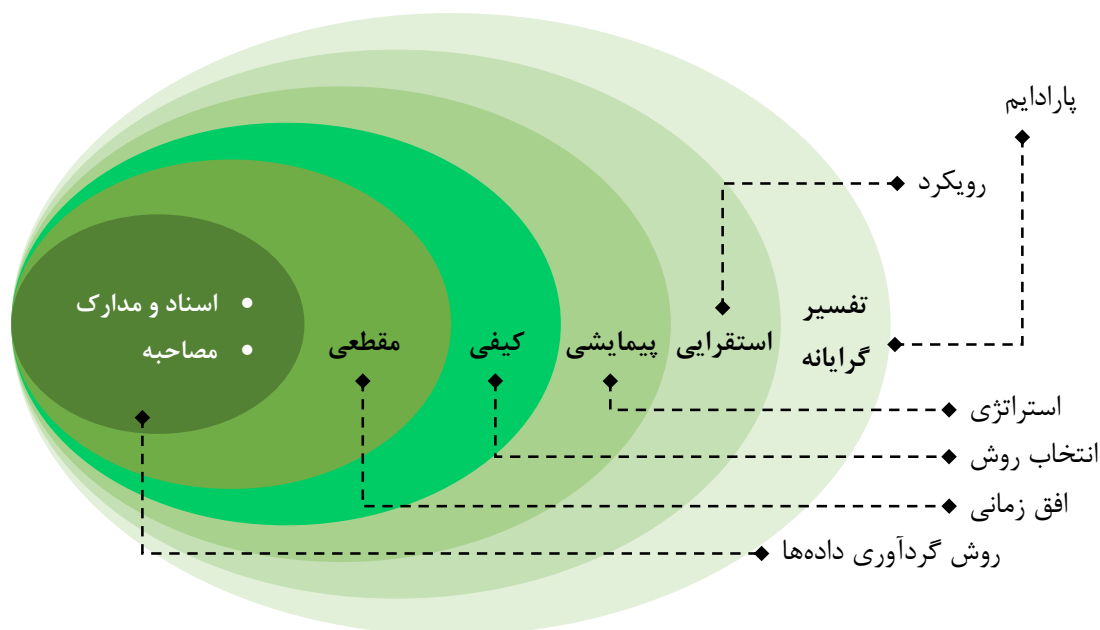 پارادایم
رویکرد
تفسیر
گرایانه
استقرایی
پیمایشی
کیفی
مقطعی
• اسناد و مدارک
• مصاحبه
استراتژی
انتخاب روش
افق زمانی
روش گردآوری داده‌ها